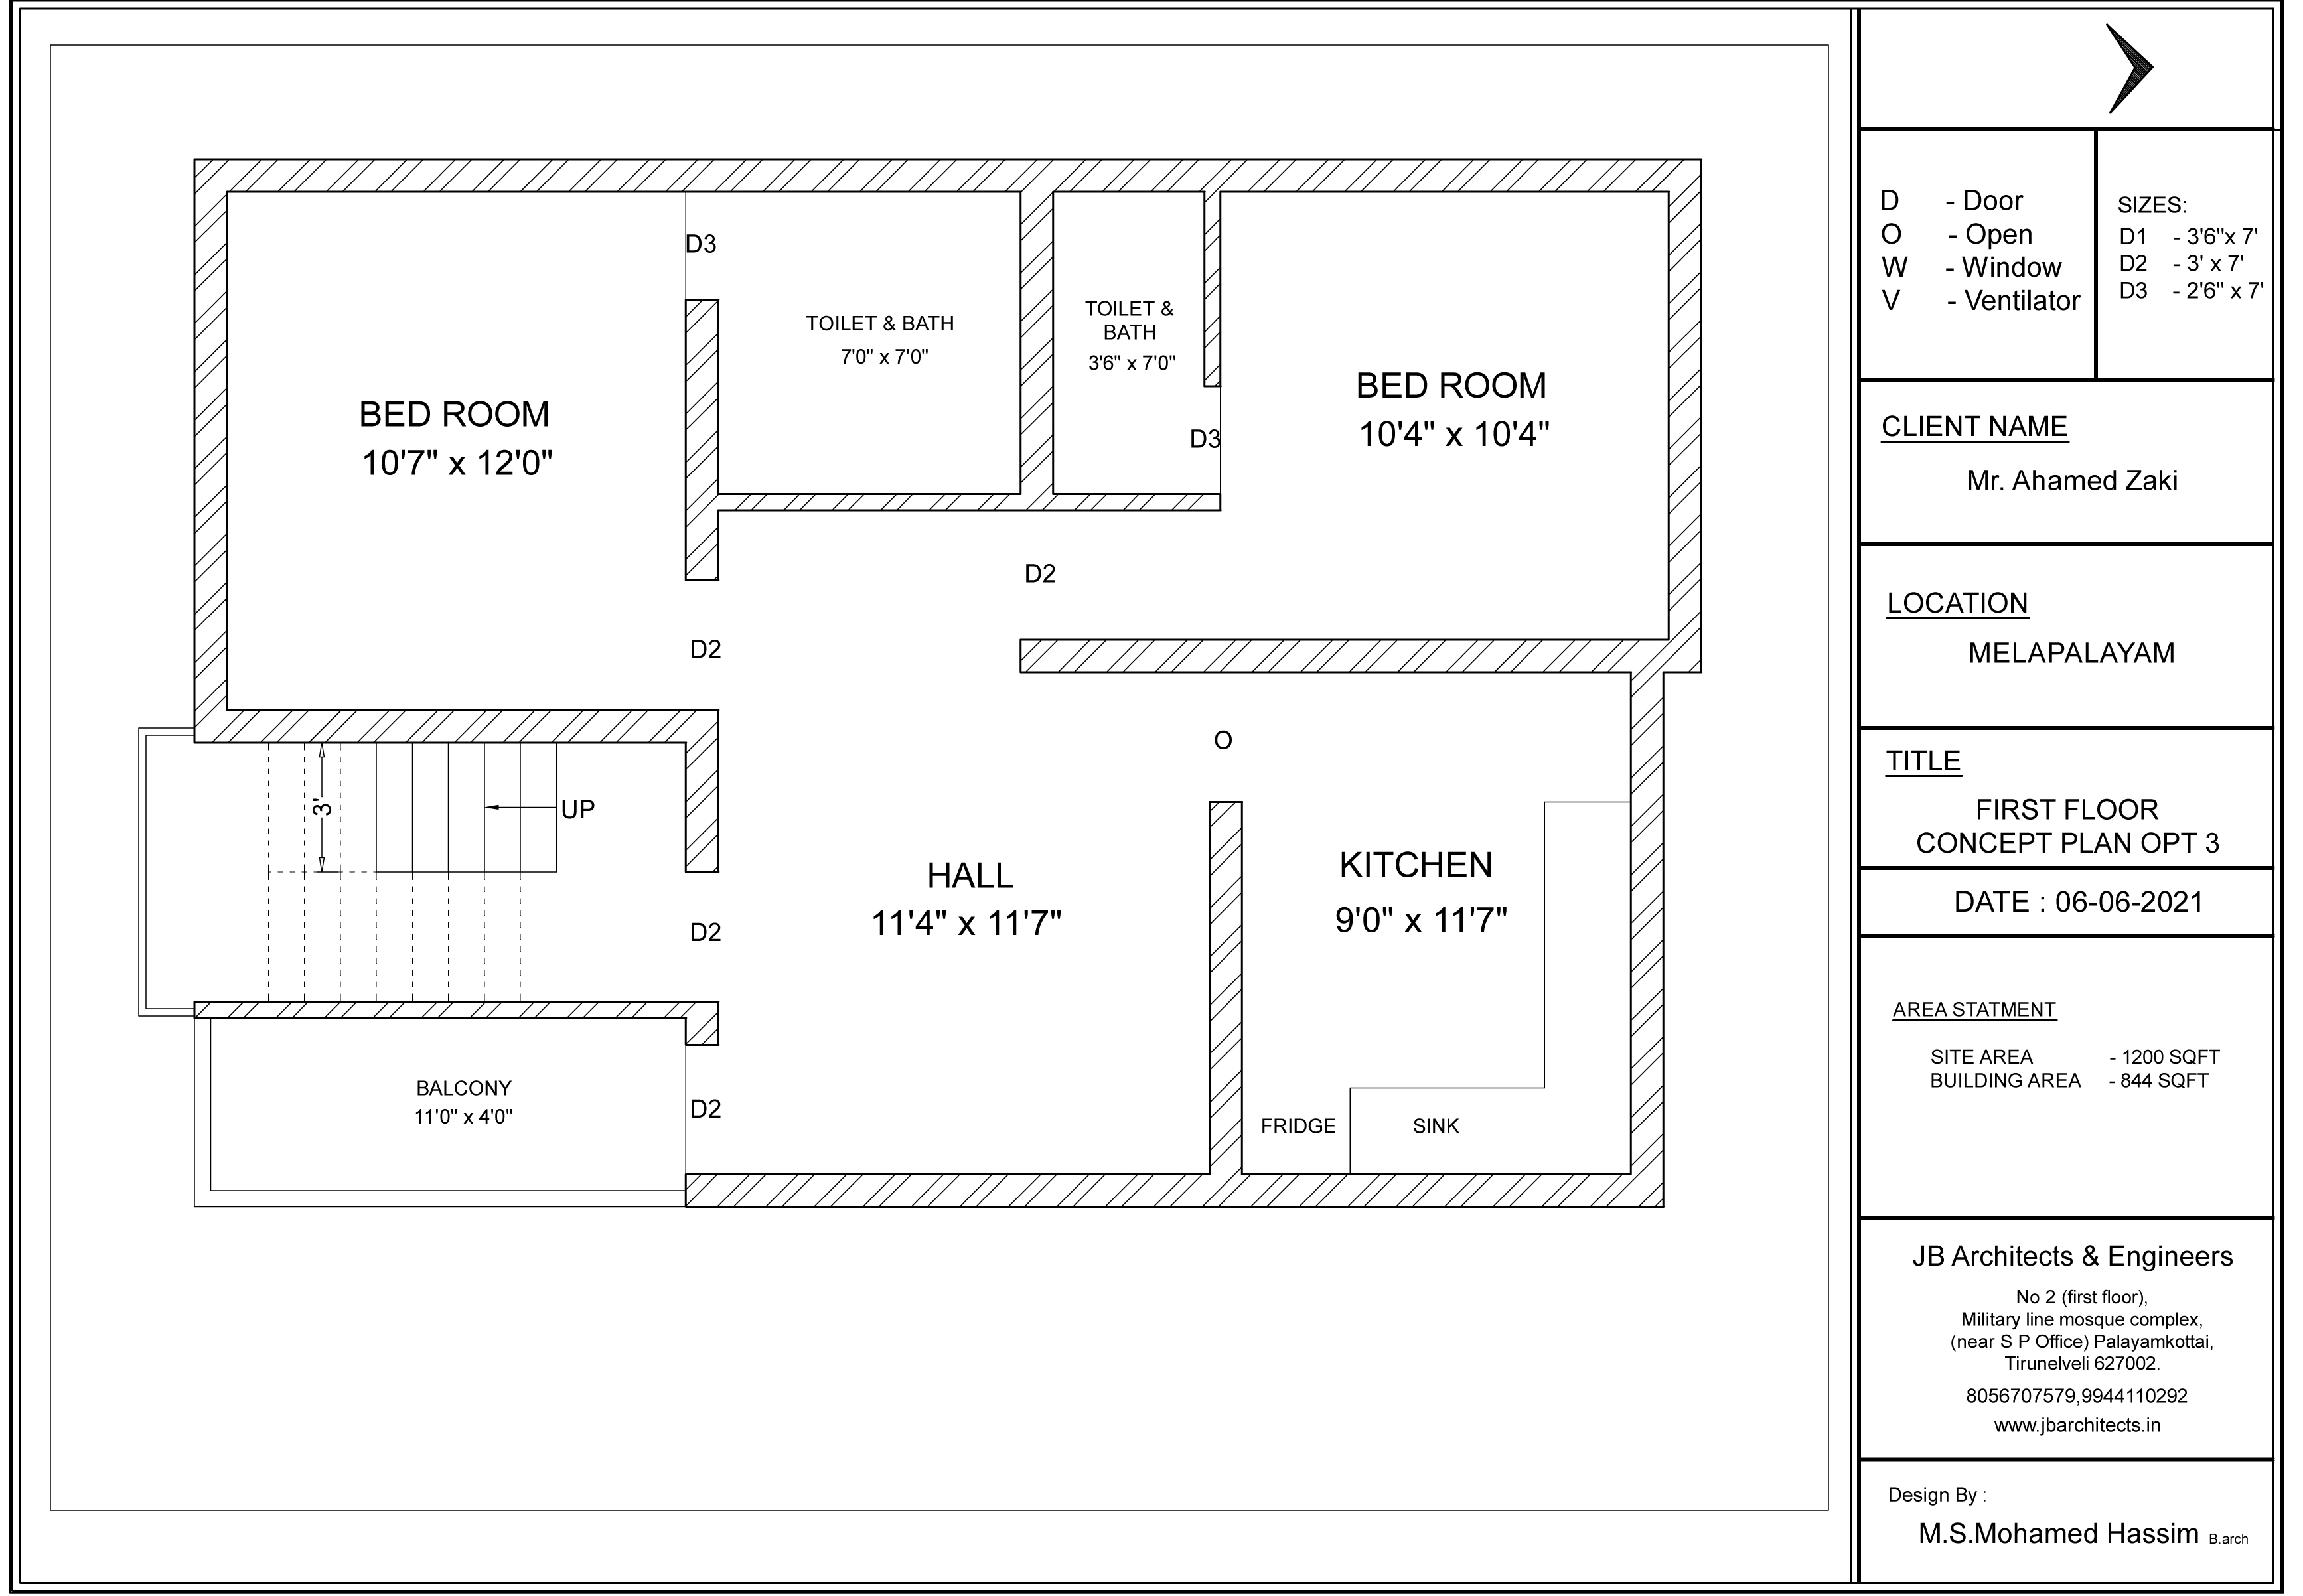 D3
TOILET & BATH
7'0" x 7'0"
TOILET &
BATH
3'6" x 7'0"
D3
BED ROOM
10'7" x 12'0"
BED ROOM
10'4" x 10'4"
D2
D2
O
3'
UP
HALL
11'4" x 11'7"
KITCHEN
9'0" x 11'7"
D2
BALCONY
11'0" x 4'0"
D2
FRIDGE
SINK
D - Door
O - Open
W - Window
V - Ventilator
SIZES:
D1 - 3'6"x 7'
D2 - 3' x 7'
D3 - 2'6" x 7'
CLIENT NAME
Mr. Ahamed Zaki
LOCATION
MELAPALAYAM
TITLE
FIRST FLOOR
CONCEPT PLAN OPT 3
DATE : 06-06-2021
AREA STATMENT
SITE AREA - 1200 SQFT
BUILDING AREA - 844 SQFT
JB Architects & Engineers
No 2 (first floor),
Military line mosque complex,
(near S P Office) Palayamkottai,
Tirunelveli 627002.
8056707579,9944110292
www.jbarchitects.in
Design By :
M.S.Mohamed Hassim B.arch